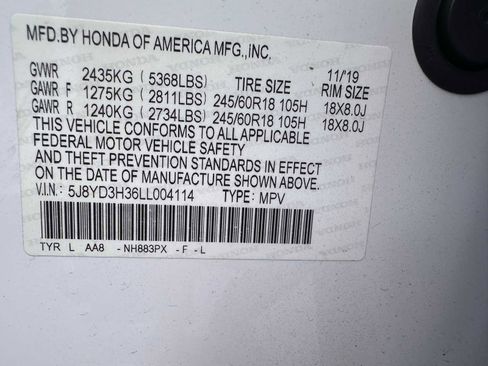 MFD.BY HONDA OF AMERICA MFG.,INC.
11/19
GVWR 2435KG (5368LBS) TIRE SIZE RIM SIZE
GAWR F 1275KG (2811LBS) 245/60R18 105H 18X8.0J
GAWR R 1240KG (2734LBS) 245/60R18 105H 18X8.0J
THIS VEHICLE CONFORMS TO ALL APPLICABLE
FEDERAL MOTOR VEHICLE SAFETY
AND THEFT PREVENTION STANDARDS IN EFFECT
ON THE DATE OF MANUFACTURE SHOWN ABOVE.
V.I.N.: 5J8YD3H36LL004114 TYPE: MPV
TYR L AA8 - NH883PX - F - L